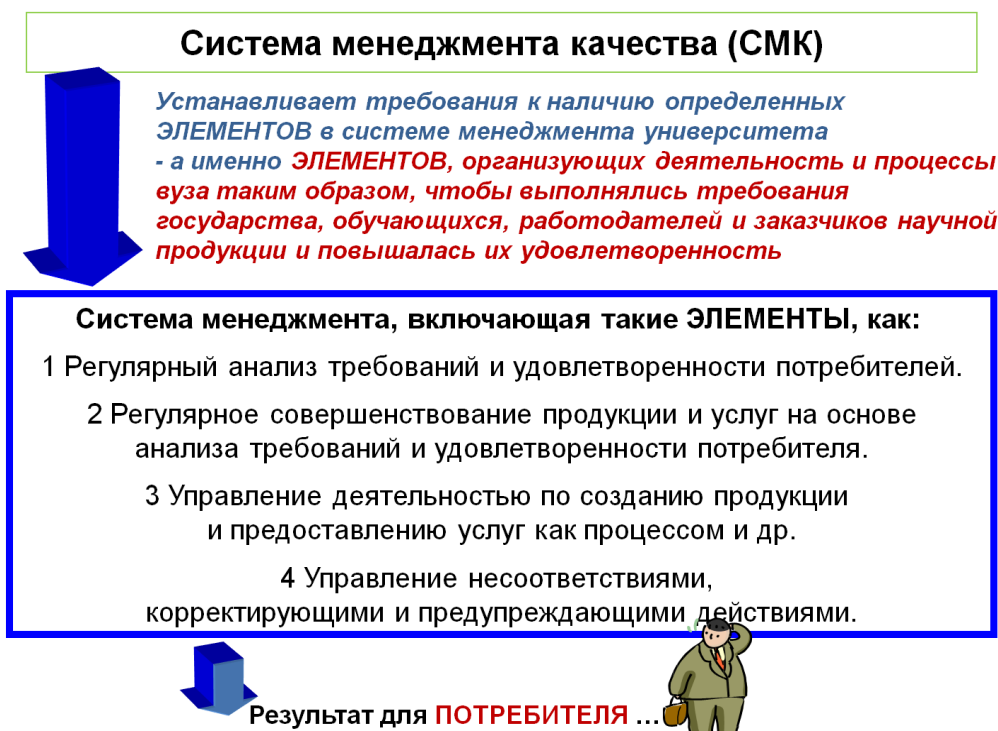 Система менеджмента качества (СМК)
Устанавливает требования к наличию определенных
ЭЛЕМЕНТОВ в системе менеджмента университета
- а именно ЭЛЕМЕНТОВ, организующих деятельность и процессы
вуза таким образом, чтобы выполнялись требования
государства, обучающихся, работодателей и заказчиков научной
продукции и повышалась их удовлетворенность
Система менеджмента, включающая такие ЭЛЕМЕНТЫ, как:
1 Регулярный анализ требований и удовлетворенности потребителей.
2 Регулярное совершенствование продукции и услуг на основе
анализа требований и удовлетворенности потребителя.
3 Управление деятельностью по созданию продукции
и предоставлению услуг как процессом и др.
4 Управление несоответствиями,
корректирующими и предупреждающими действиями.
Результат для ПОТРЕБИТЕЛЯ ...